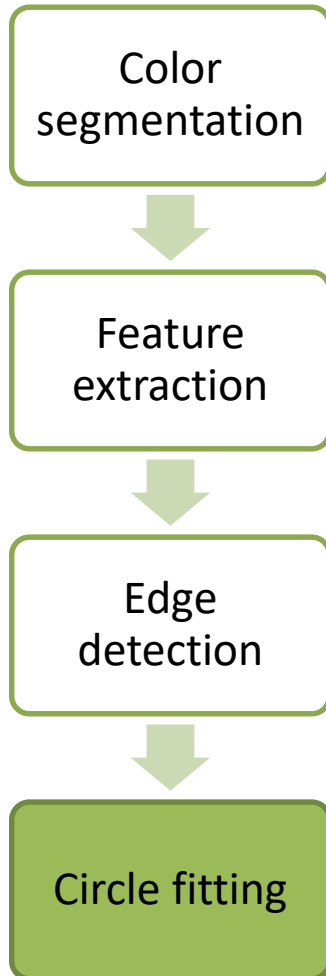 Color
segmentation
Feature
extraction
Edge
detection
Circle fitting